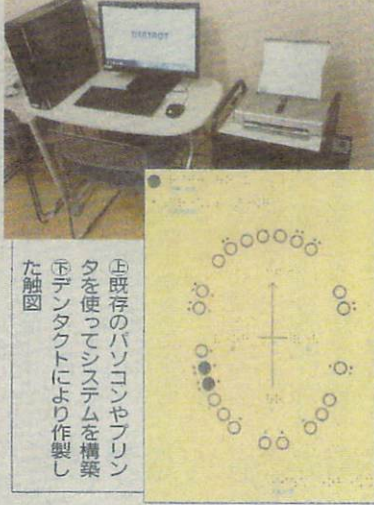 DENTACT
㊤既存のパソコンやプリン
タを使ってシステムを構築
㊦デンタクトにより作製し
た触図